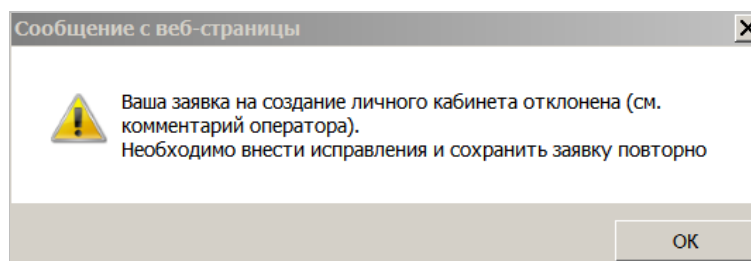 Сообщение с веб-страницы
Ваша заявка на создание личного кабинета отклонена (см.
комментарий оператора).
Необходимо внести исправления и сохранить заявку повторно
ОК